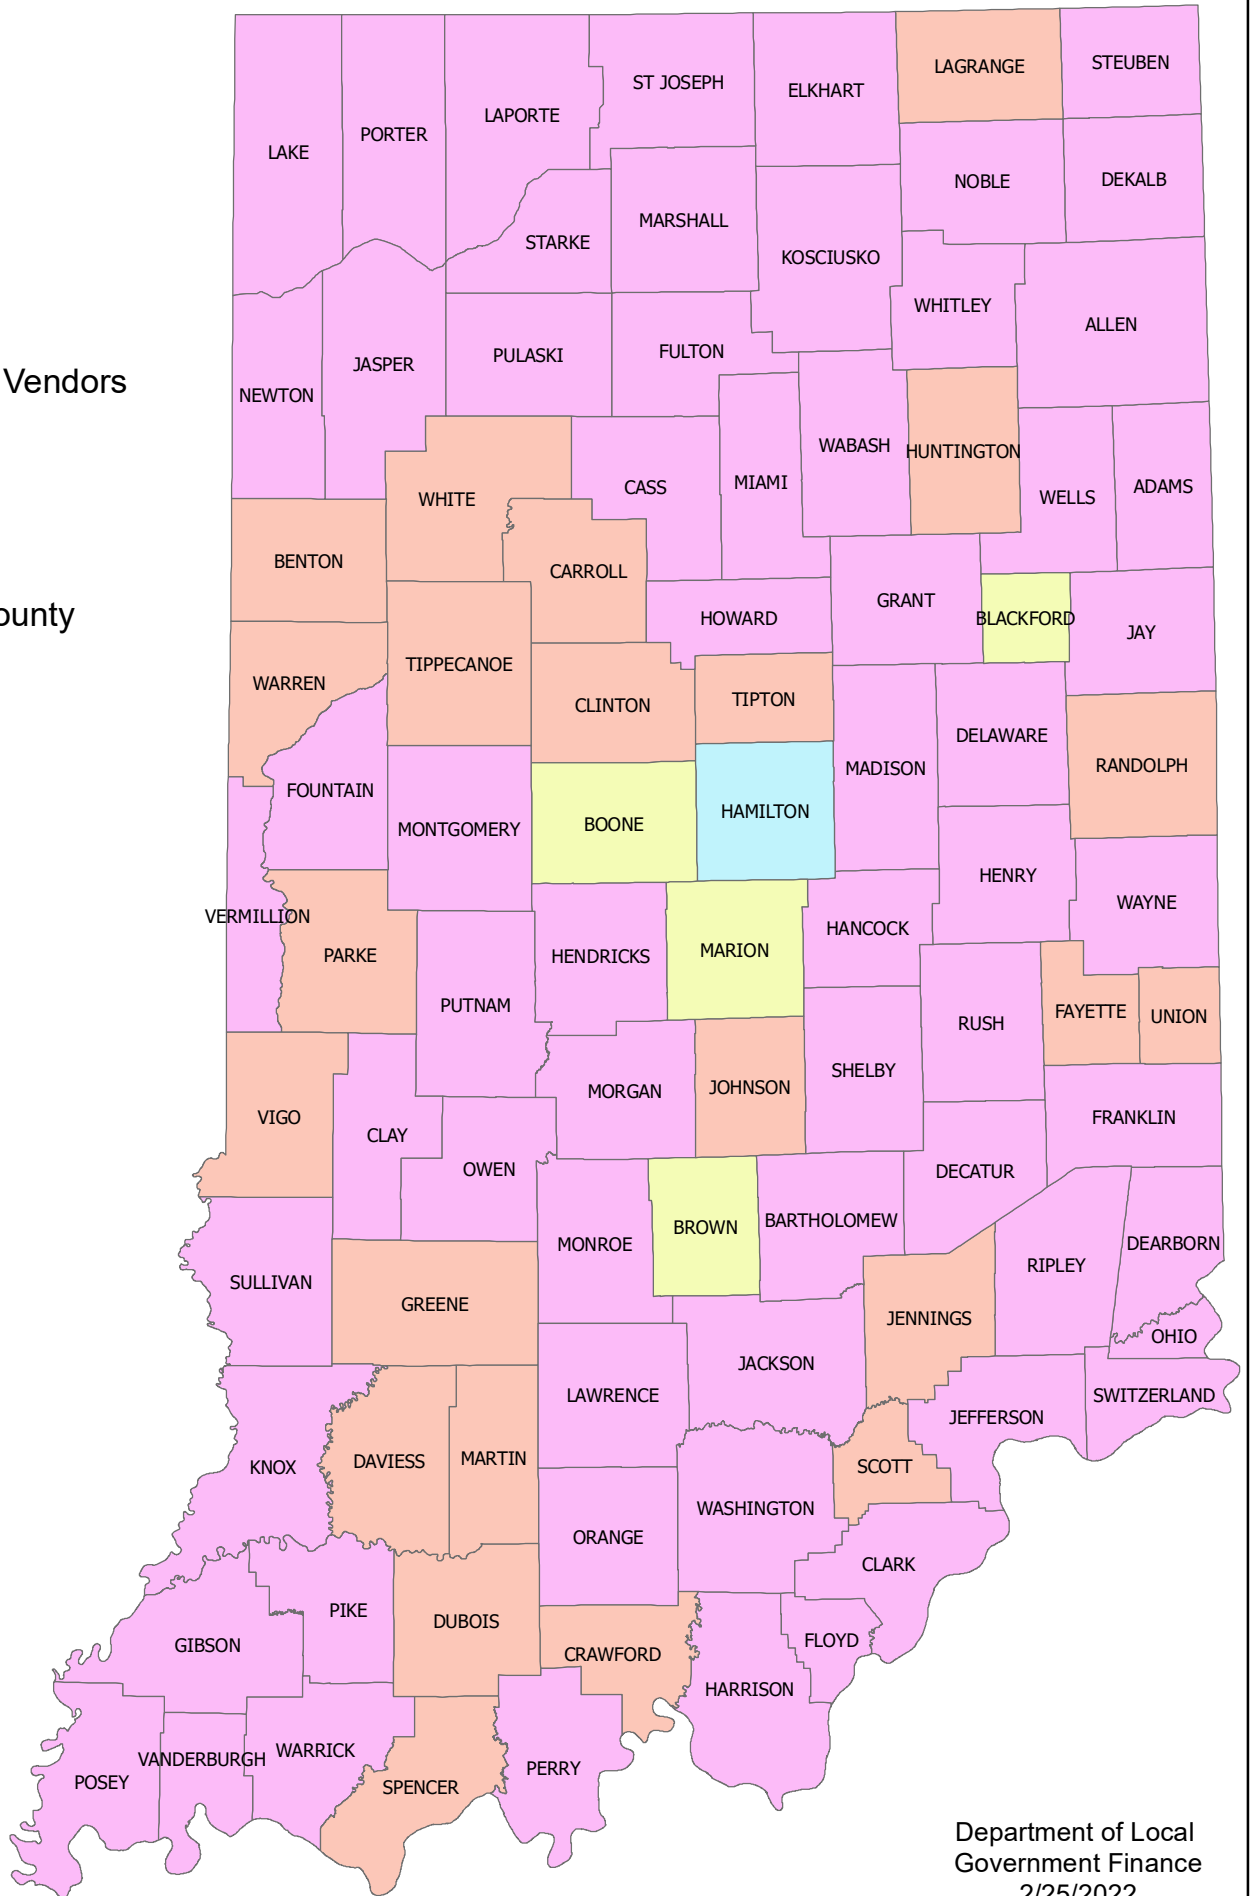 STEUBEN
LAGRANGE
ST JOSEPH
ELKHART
LAPORTE
PORTER
LAKE
NOBLE
DEKALB
MARSHALL
STARKE
KOSCIUSKO
WHITLEY
ALLEN
PULASKI
FULTON
JASPER
Vendors
NEWTON
WABASH
HUNTINGTON
MIAMI
CASS
ADAMS
WELLS
WHITE
BENTON
CARROLL
GRANT
HOWARD
BLACKFORD
ounty
JAY
TIPPECANOE
WARREN
TIPTON
CLINTON
DELAWARE
RANDOLPH
MADISON
FOUNTAIN
HAMILTON
BOONE
MONTGOMERY
HENRY
WAYNE
VERMILLION
HANCOCK
MARION
HENDRICKS
PARKE
PUTNAM
FAYETTE
UNION
RUSH
SHELBY
JOHNSON
MORGAN
VIGO
FRANKLIN
CLAY
OWEN
DECATUR
BARTHOLOMEW
BROWN
MONROE
DEARBORN
RIPLEY
SULLIVAN
GREENE
JENNINGS
OHIO
JACKSON
LAWRENCE
SWITZERLAND
JEFFERSON
MARTIN
DAVIESS
KNOX
SCOTT
WASHINGTON
ORANGE
CLARK
PIKE
DUBOIS
GIBSON
FLOYD
CRAWFORD
HARRISON
WARRICK
VANDERBURGH
PERRY
POSEY
SPENCER
Department of Local
Government Finance
2/25/2022